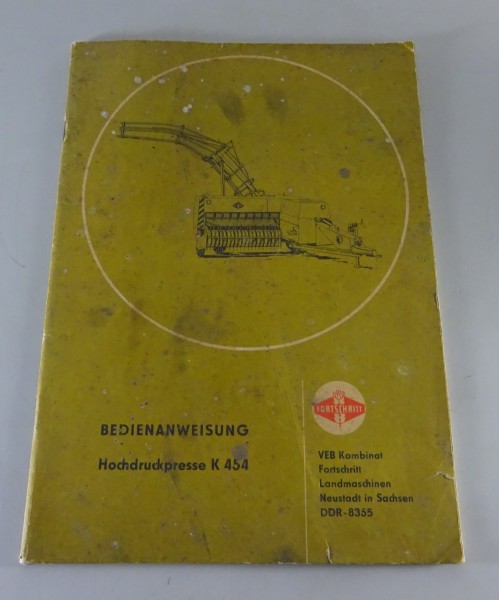 BEDIENANWEISUNG
Hochdruckpresse K 454
FORTSCHRITT
VEB Kombinat
Fortschritt
Landmaschinen
Neustadt in Sachsen
DDR-8355